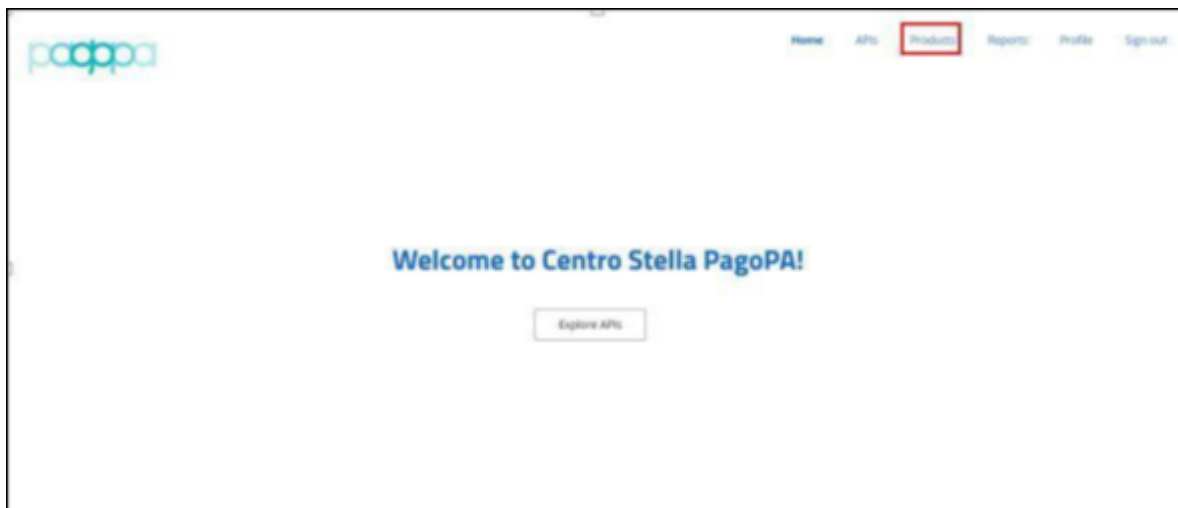 pagopa
Home APIs Products Reports Profile Sign out
Welcome to Centro Stella PagoPA!
Explore APIs